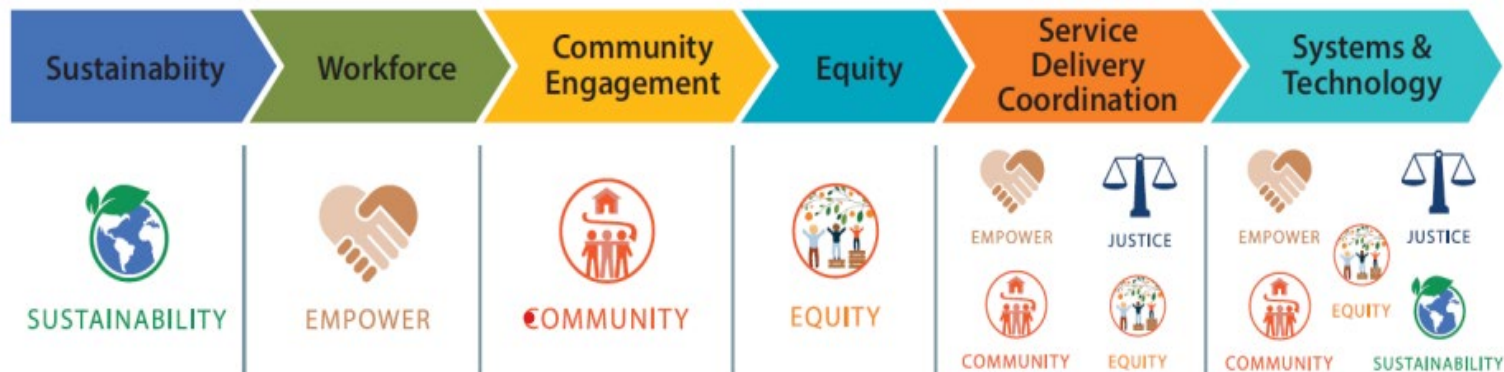 Sustainabiity
Workforce
Community
Engagement
Equity
Service
Delivery
Coordination
Systems &
Technology
SUSTAINABILITY
EMPOWER
COMMUNITY
EQUITY
EMPOWER
JUSTICE
COMMUNITY
EQUITY
EMPOWER
JUSTICE
EQUITY
COMMUNITY
SUSTAINABILITY